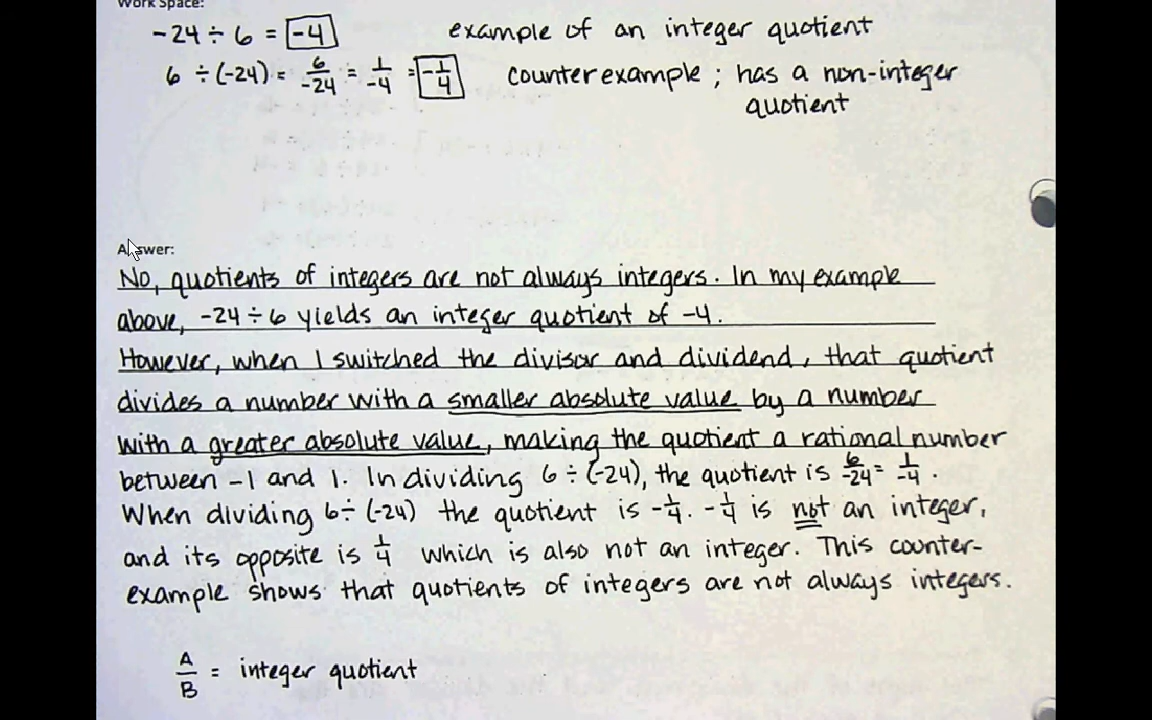 Work Space:
-24 ÷ 6 = -4 example of an integer quotient
6 ÷ (-24) = 6/-24 = 1/-4 = -1/4 counterexample ; has a non-integer
quotient
Answer:
No, quotients of integers are not always integers. In my example
above, -24 ÷ 6 yields an integer quotient of -4.
However, when I switched the divisor and dividend, that quotient
divides a number with a smaller absolute value by a number
with a greater absolute value, making the quotient a rational number
between -1 and 1. In dividing 6 ÷ (-24), the quotient is 6/-24 = 1/-4.
When dividing 6 ÷ (-24) the quotient is -1/4. -1/4 is not an integer,
and its opposite is 1/4 which is also not an integer. This counter-
example shows that quotients of integers are not always integers.
A/B = integer quotient